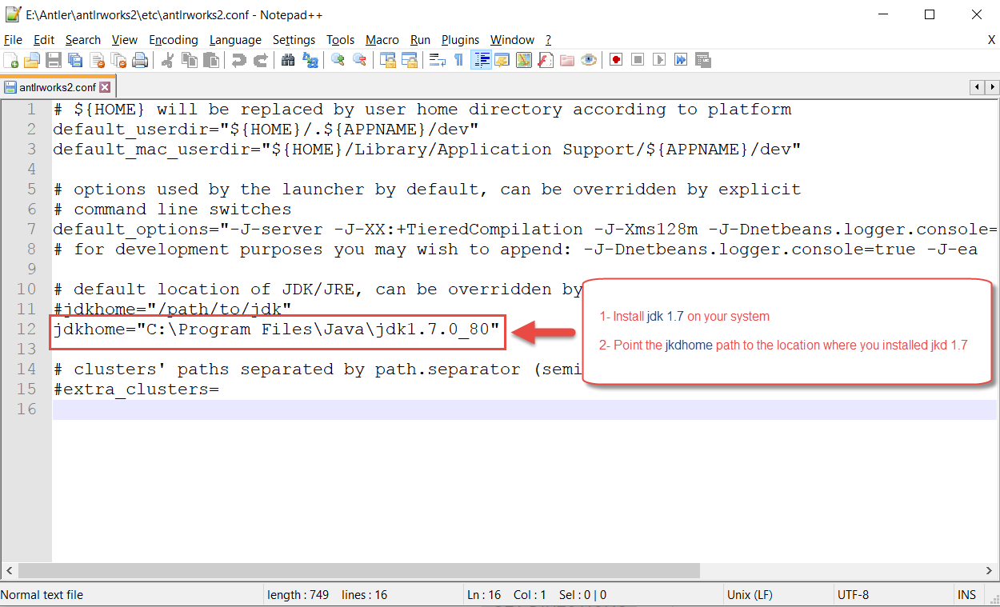 E:\Antler\antlrworks2\etc\antlrworks2.conf - Notepad++
File Edit Search View Encoding Language Settings Tools Macro Run Plugins Window ? X
antlrworks2.conf
1 # ${HOME} will be replaced by user home directory according to platform
2 default_userdir="${HOME}/.${APPNAME}/dev"
3 default_mac_userdir="${HOME}/Library/Application Support/${APPNAME}/dev"
4
5 # options used by the launcher by default, can be overridden by explicit
6 # command line switches
7 default_options="-J-server -J-XX:+TieredCompilation -J-Xms128m -J-Dnetbeans.logger.console=
8 # for development purposes you may wish to append: -J-Dnetbeans.logger.console=true -J-ea
9
10 # default location of JDK/JRE, can be overridden by
11 #jdkhome="/path/to/jdk"
12 jdkhome="C:\Program Files\Java\jdk1.7.0_80"
13
14 # clusters' paths separated by path.separator (semi
15 #extra_clusters=
16
1- Install jdk 1.7 on your system
2- Point the jkdhome path to the location where you installed jkd 1.7
Normal text file length : 749 lines : 16 Ln : 16 Col : 1 Sel : 0 | 0 Unix (LF) UTF-8 INS